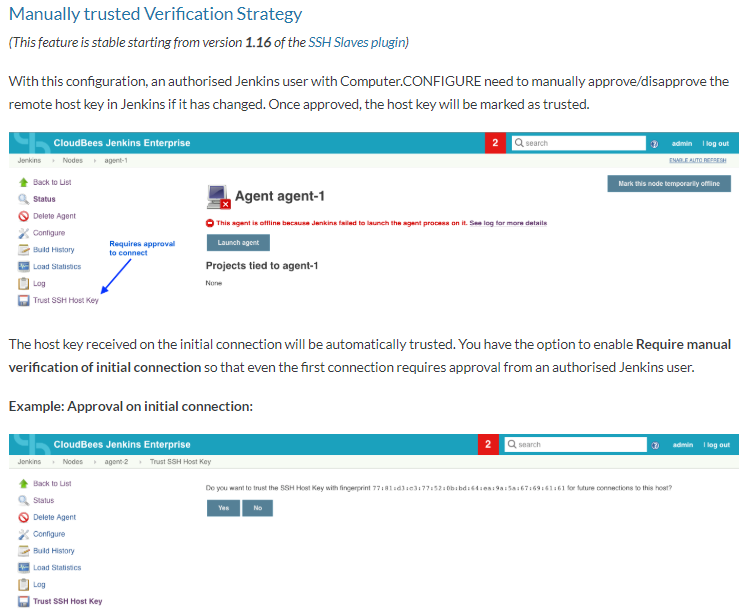 Manually trusted Verification Strategy
(This feature is stable starting from version 1.16 of the SSH Slaves plugin)
With this configuration, an authorised Jenkins user with Computer.CONFIGURE need to manually approve/disapprove the
remote host key in Jenkins if it has changed. Once approved, the host key will be marked as trusted.
CloudBees Jenkins Enterprise 2 search ? admin | log out
Jenkins › Nodes › agent-1 ENABLE AUTO REFRESH
Back to List
Status
Delete Agent
Configure
Build History
Load Statistics
Log
Trust SSH Host Key
Requires approval
to connect
Agent agent-1
Mark this node temporarily offline
This agent is offline because Jenkins failed to launch the agent process on it. See log for more details
Launch agent
Projects tied to agent-1
None
The host key received on the initial connection will be automatically trusted. You have the option to enable Require manual
verification of initial connection so that even the first connection requires approval from an authorised Jenkins user.
Example: Approval on initial connection:
CloudBees Jenkins Enterprise 2 search ? admin | log out
Jenkins › Nodes › agent-2 › Trust SSH Host Key
Back to List
Status
Delete Agent
Configure
Build History
Load Statistics
Log
Trust SSH Host Key
Do you want to trust the SSH Host Key with fingerprint 77:81:d3:c3:77:52:0b:bd:64:ea:9a:5a:67:69:61:61 for future connections to this host?
Yes No